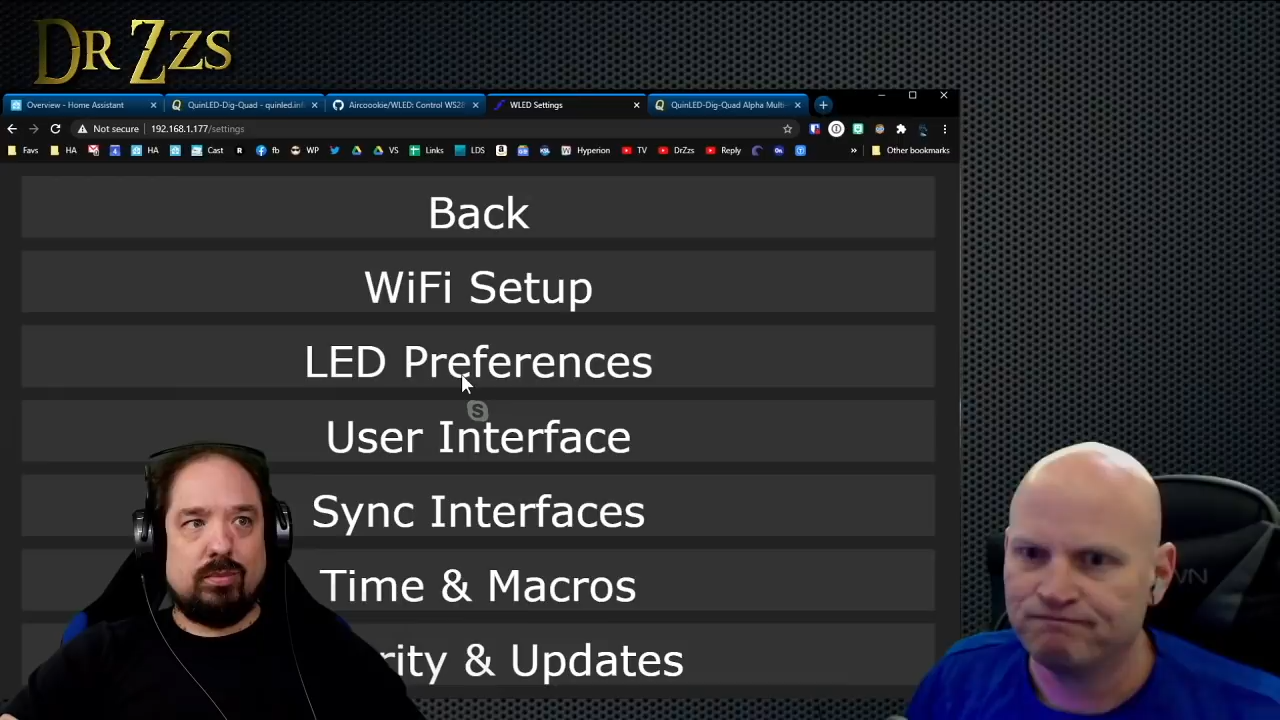 DR ZZS
Overview - Home Assistant
QuinLED-Dig-Quad - quinled.inf
Aircoookie/WLED: Control WS28
WLED Settings
QuinLED-Dig-Quad Alpha Multi-
Not secure
192.168.1.177/settings
Favs
HA
HA
Cast
fb
WP
VS
Links
LDS
Hyperion
TV
DrZzs
Reply
Other bookmarks
Back
WiFi Setup
LED Preferences
User Interface
Sync Interfaces
Time & Macros
rity & Updates